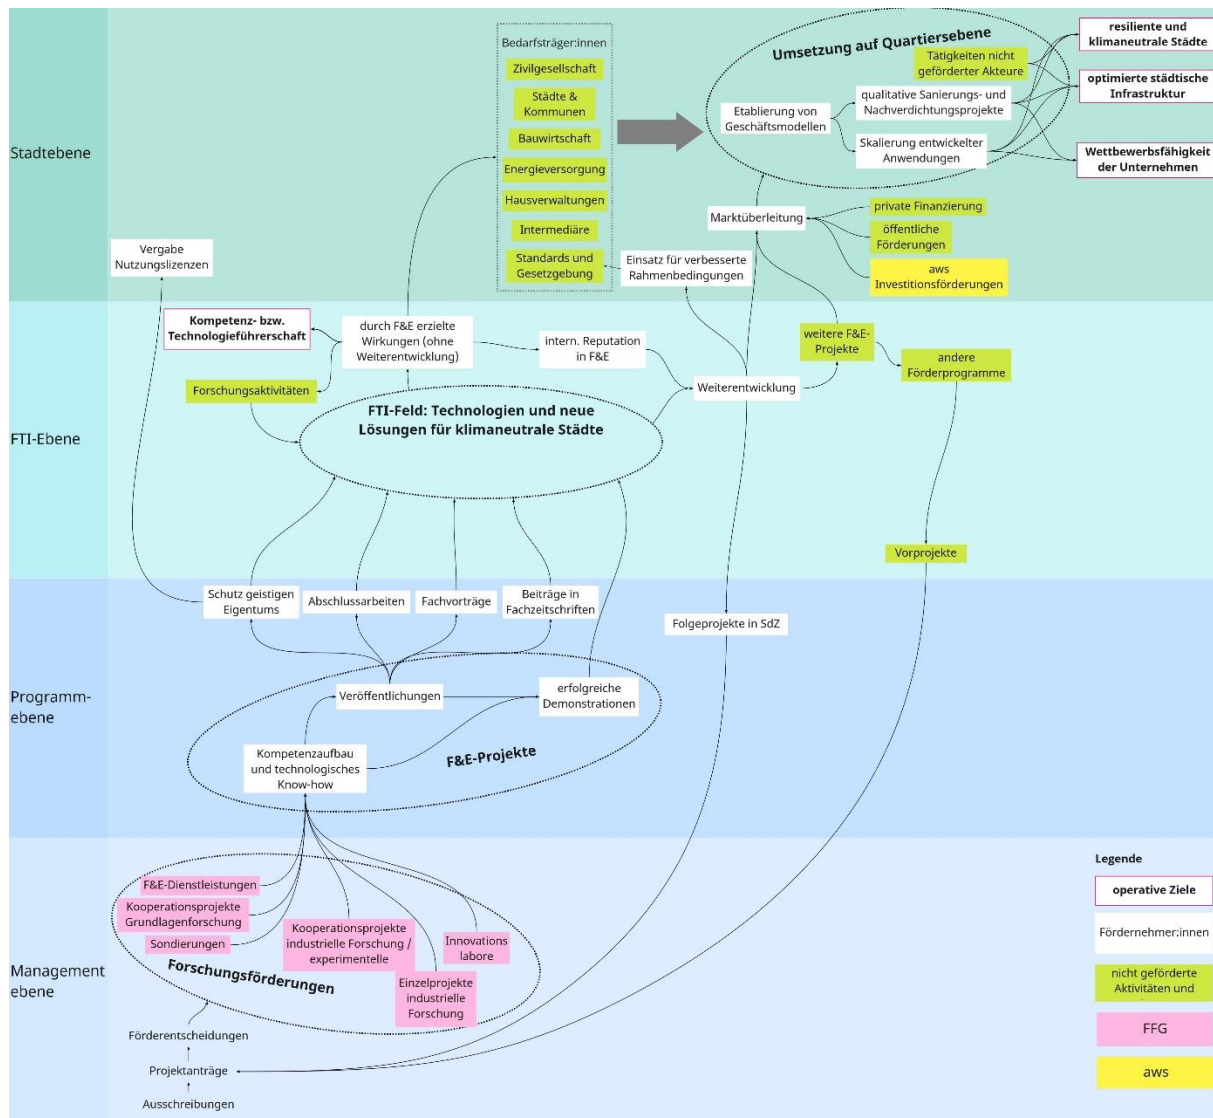 Stadtebene
Bedarfsträger:innen
Zivilgesellschaft
Städte &
Kommunen
Bauwirtschaft
Energieversorgung
Hausverwaltungen
Intermediäre
Standards und
Gesetzgebung
Umsetzung auf Quartiersebene
Tätigkeiten nicht
geförderter Akteure
Etablierung von
Geschäftsmodellen
qualitative Sanierungs- und
Nachverdichtungsprojekte
Skalierung entwickelter
Anwendungen
resiliente und
klimaneutrale Städte
optimierte städtische
Infrastruktur
Wettbewerbsfähigkeit
der Unternehmen
Marktüberleitung
private Finanzierung
öffentliche
Förderungen
aws
Investitionsförderungen
Vergabe
Nutzungslizenzen
Einsatz für verbesserte
Rahmenbedingungen
FTI-Ebene
Kompetenz- bzw.
Technologieführerschaft
durch F&E erzielte
Wirkungen (ohne
Weiterentwicklung)
intern. Reputation
in F&E
weitere F&E-
Projekte
andere
Förderprogramme
Forschungsaktivitäten
Weiterentwicklung
FTI-Feld: Technologien und neue
Lösungen für klimaneutrale Städte
Vorprojekte
Programm-
ebene
Schutz geistigen
Eigentums
Abschlussarbeiten
Fachvorträge
Beiträge in
Fachzeitschriften
Folgeprojekte in SdZ
Veröffentlichungen
erfolgreiche
Demonstrationen
Kompetenzaufbau
und technologisches
Know-how
F&E-Projekte
Management
ebene
F&E-Dienstleistungen
Kooperationsprojekte
Grundlagenforschung
Sondierungen
Kooperationsprojekte
industrielle Forschung /
experimentelle
Innovations
labore
Einzelprojekte
industrielle
Forschung
Forschungsförderungen
Förderentscheidungen
Projektanträge
Ausschreibungen
Legende
operative Ziele
Fördernehmer:innen
nicht geförderte
Aktivitäten und
FFG
aws